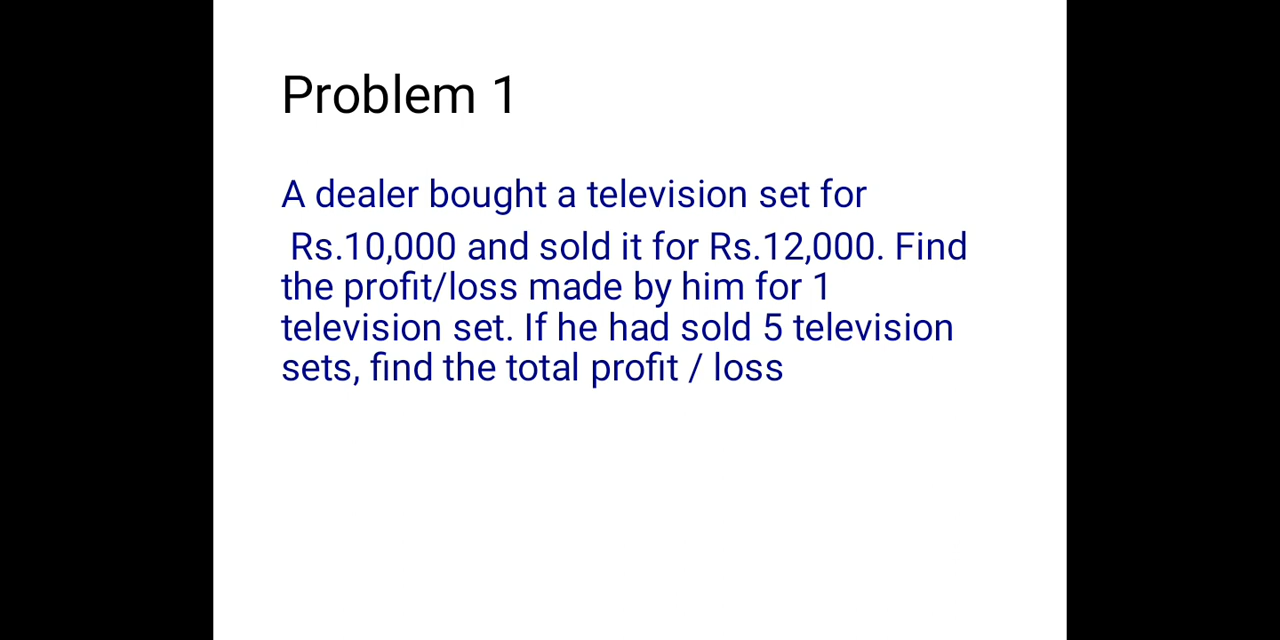 Problem 1
A dealer bought a television set for
Rs.10,000 and sold it for Rs.12,000. Find
the profit/loss made by him for 1
television set. If he had sold 5 television
sets, find the total profit / loss